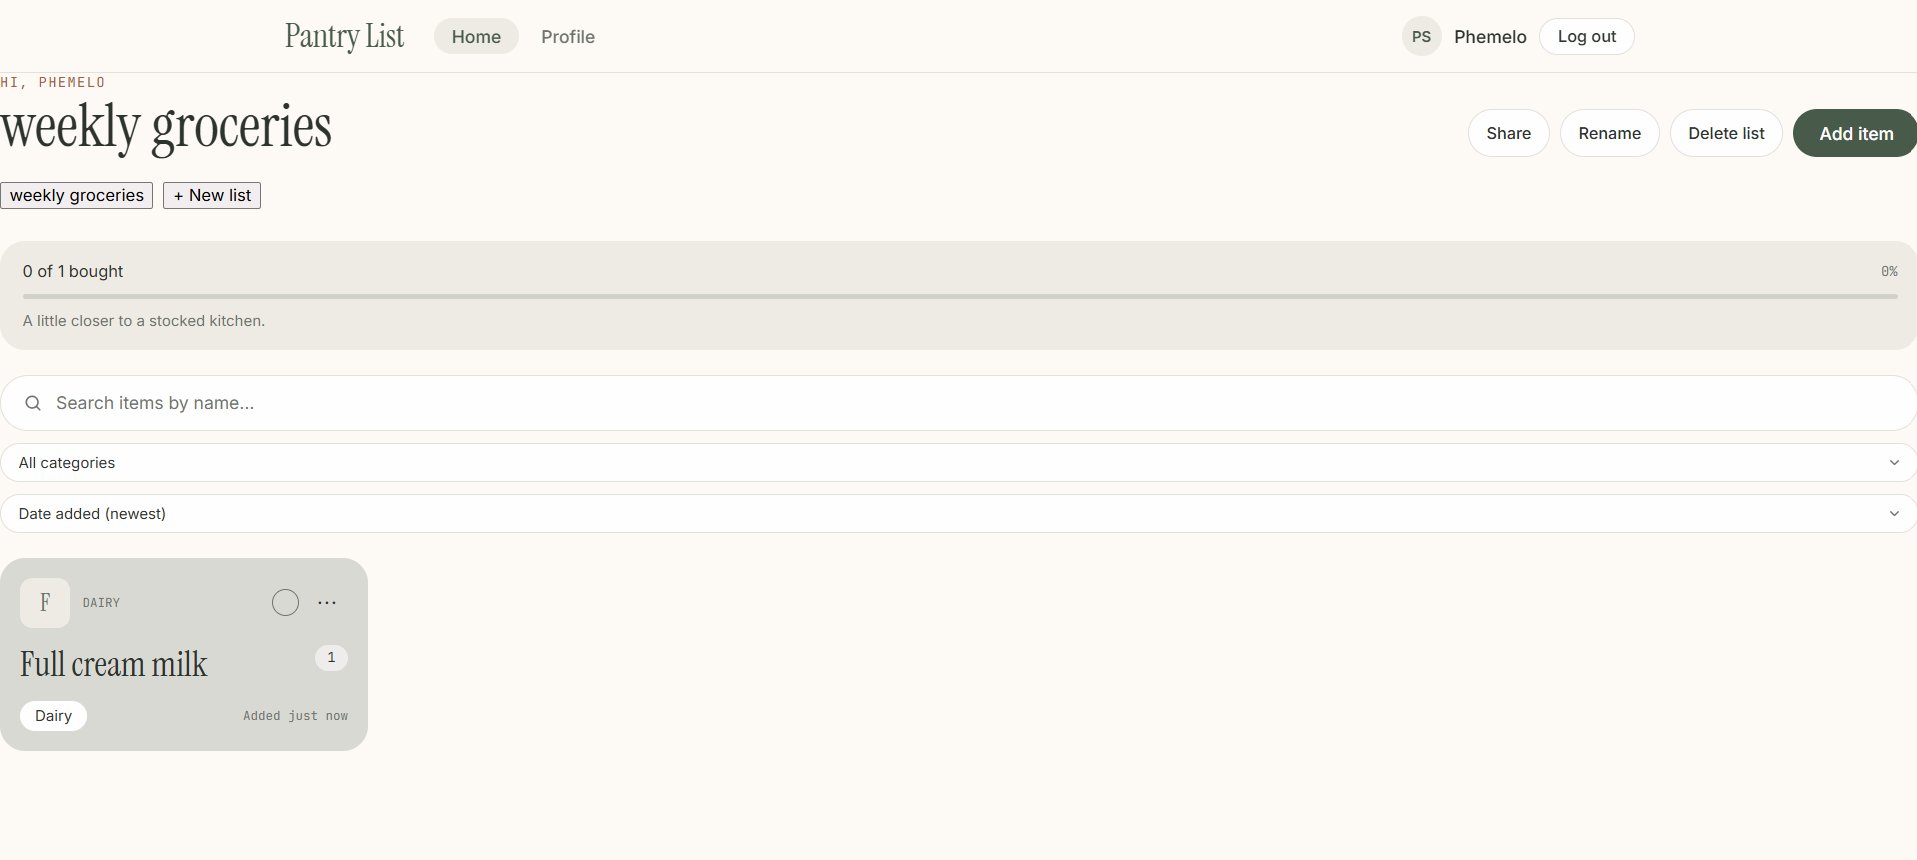 Pantry List Home Profile PS Phemelo Log out
HI, PHEMELO
weekly groceries
Share Rename Delete list Add item
weekly groceries + New list
0 of 1 bought 0%
A little closer to a stocked kitchen.
Search items by name...
All categories
Date added (newest)
F DAIRY ...
Full cream milk 1
Dairy Added just now